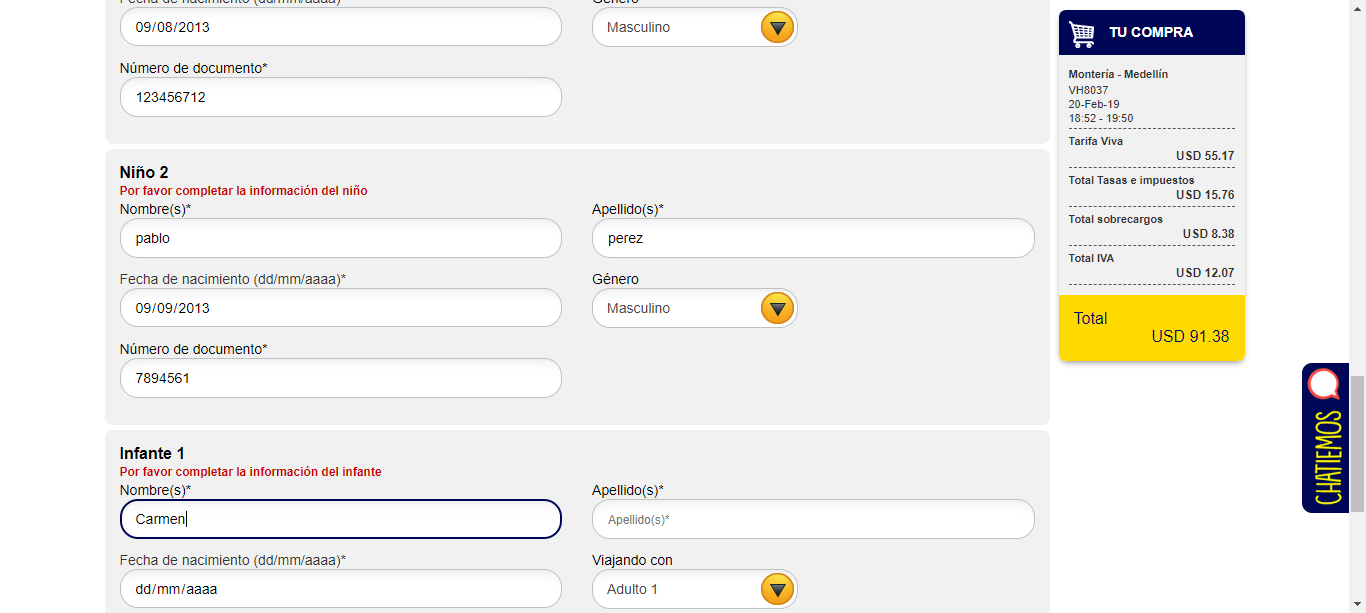 Fecha de nacimiento (dd/mm/aaaa)*
Género
09/08/2013
Masculino
Número de documento*
123456712
Niño 2
Por favor completar la información del niño
Nombre(s)*
Apellido(s)*
pablo
perez
Fecha de nacimiento (dd/mm/aaaa)*
Género
09/09/2013
Masculino
Número de documento*
7894561
Infante 1
Por favor completar la información del infante
Nombre(s)*
Apellido(s)*
Carmen
Apellido(s)*
Fecha de nacimiento (dd/mm/aaaa)*
Viajando con
dd/mm/aaaa
Adulto 1
TU COMPRA
Montería - Medellín
VH8037
20-Feb-19
18:52 - 19:50
Tarifa Viva
USD 55.17
Total Tasas e impuestos
USD 15.76
Total sobrecargos
USD 8.38
Total IVA
USD 12.07
Total
USD 91.38
CHATIEMOS